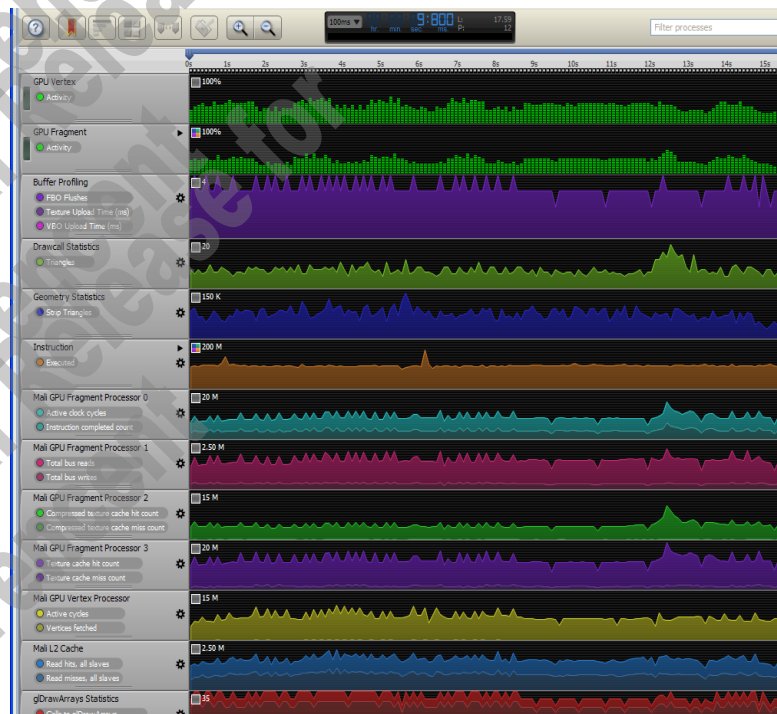 100ms
9:800
L:
17.59
hr. min. sec. ms.
P:
12
Filter processes
0s 1s 2s 3s 4s 5s 6s 7s 8s 9s 10s 11s 12s 13s 14s 15s
GPU Vertex
100%
Activity
GPU Fragment
100%
Activity
Buffer Profiling
4
FBO Flushes
Texture Upload Time (ms)
VBO Upload Time (ms)
Drawcall Statistics
20
Triangles
Geometry Statistics
150 K
Strip Triangles
Instruction
200 M
Executed
Mali GPU Fragment Processor 0
20 M
Active clock cycles
Instruction completed count
Mali GPU Fragment Processor 1
2.50 M
Total bus reads
Total bus writes
Mali GPU Fragment Processor 2
15 M
Compressed texture cache hit count
Compressed texture cache miss count
Mali GPU Fragment Processor 3
20 M
Texture cache hit count
Texture cache miss count
Mali GPU Vertex Processor
15 M
Active cycles
Vertices fetched
Mali L2 Cache
2.50 M
Read hits, all slaves
Read misses, all slaves
glDrawArrays Statistics
35